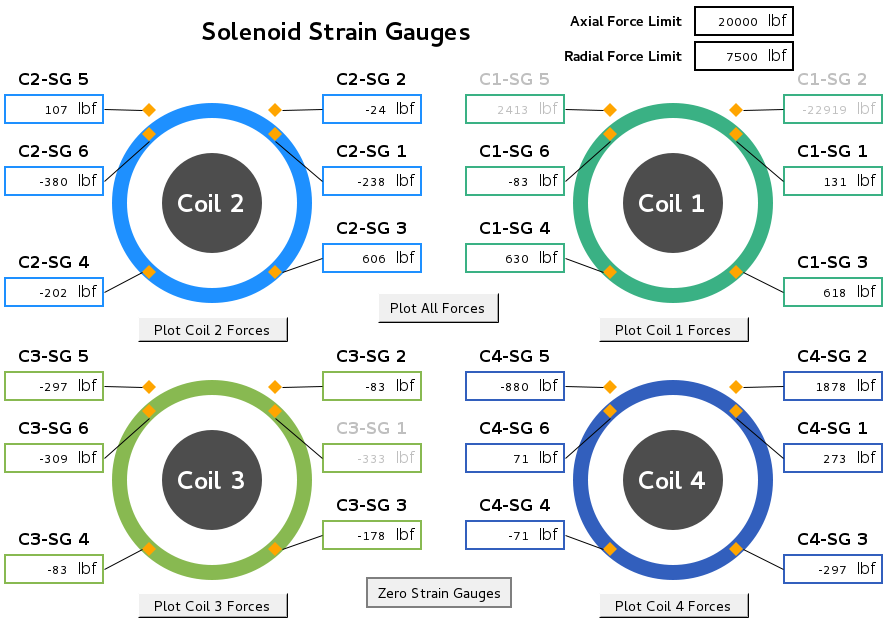 Solenoid Strain Gauges
Axial Force Limit 20000 lbf
Radial Force Limit 7500 lbf
C2-SG 5
107 lbf
C2-SG 2
-24 lbf
C2-SG 6
-380 lbf
C2-SG 1
-238 lbf
Coil 2
C2-SG 4
-202 lbf
C2-SG 3
606 lbf
Plot Coil 2 Forces
C1-SG 5
2413 lbf
C1-SG 2
-22919 lbf
C1-SG 6
-83 lbf
C1-SG 1
131 lbf
Coil 1
C1-SG 4
630 lbf
C1-SG 3
618 lbf
Plot Coil 1 Forces
Plot All Forces
C3-SG 5
-297 lbf
C3-SG 2
-83 lbf
C3-SG 6
-309 lbf
C3-SG 1
-333 lbf
Coil 3
C3-SG 4
-83 lbf
C3-SG 3
-178 lbf
Plot Coil 3 Forces
C4-SG 5
-880 lbf
C4-SG 2
1878 lbf
C4-SG 6
71 lbf
C4-SG 1
273 lbf
Coil 4
C4-SG 4
-71 lbf
C4-SG 3
-297 lbf
Plot Coil 4 Forces
Zero Strain Gauges